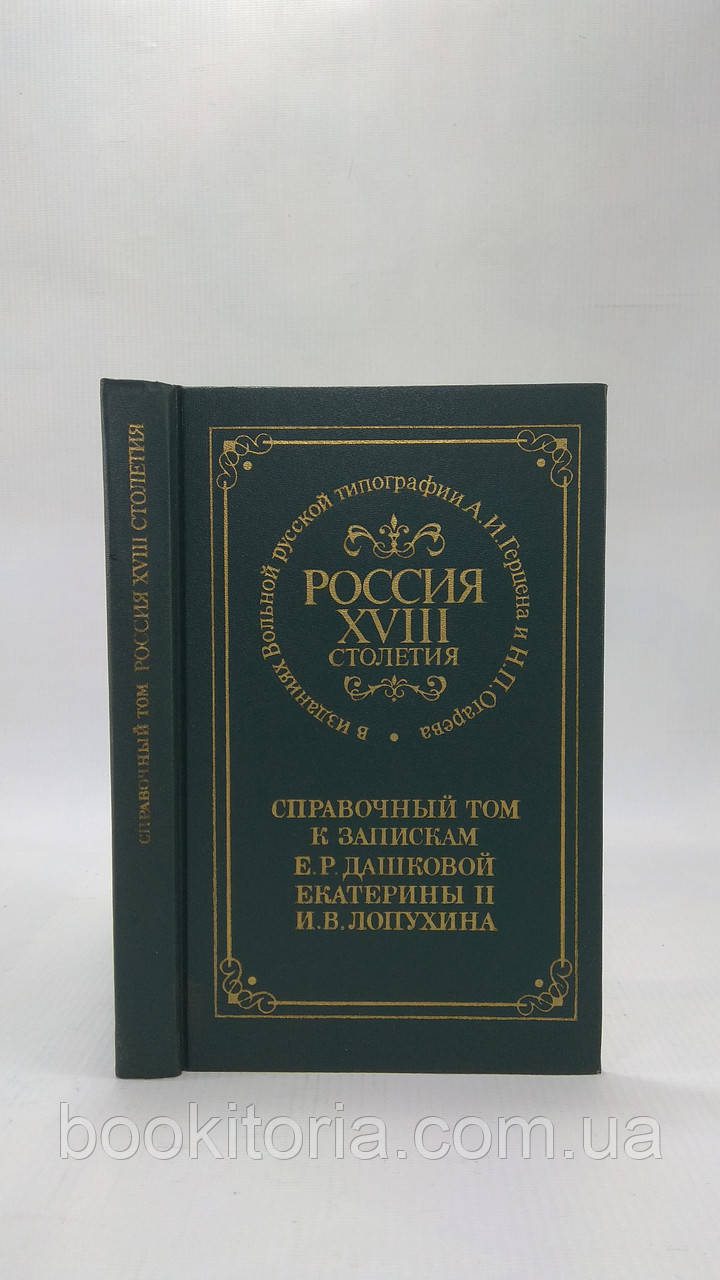 СПРАВОЧНЫЙ ТОМ РОССИЯ XVIII СТОЛЕТИЯ
В изданиях Вольной русской типографии А.И.Герцена и Н.П.Огарева •
РОССИЯ
XVIII
СТОЛЕТИЯ
СПРАВОЧНЫЙ ТОМ
К ЗАПИСКАМ
Е.Р.ДАШКОВОЙ
ЕКАТЕРИНЫ II
И.В.ЛОПУХИНА
bookitoria.com.ua